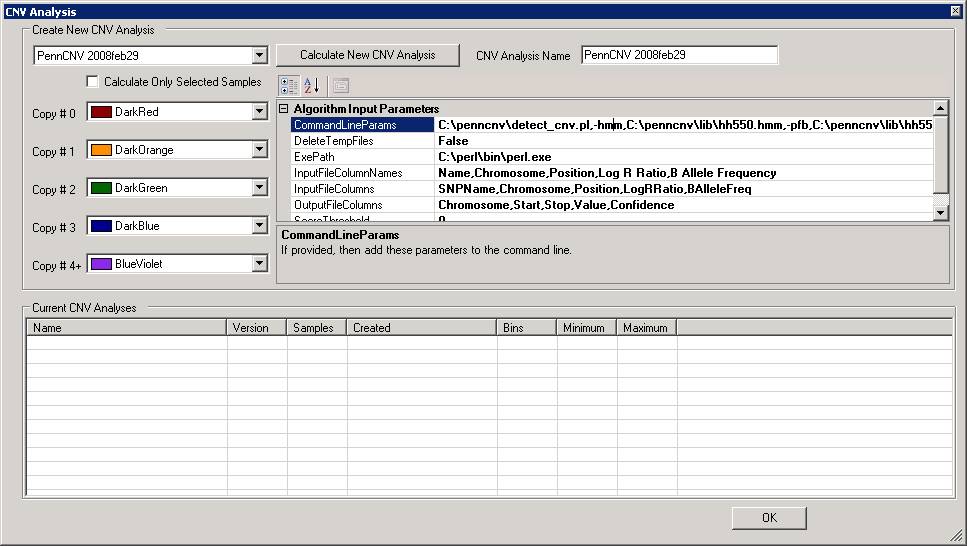 CNV Analysis
Create New CNV Analysis
PennCNV 2008feb29
Calculate New CNV Analysis
CNV Analysis Name
PennCNV 2008feb29
Calculate Only Selected Samples
Copy # 0
DarkRed
Copy # 1
DarkOrange
Copy # 2
DarkGreen
Copy # 3
DarkBlue
Copy # 4+
BlueViolet
Algorithm Input Parameters
CommandLineParams C:\penncnv\detect_cnv.pl,-hmm,C:\penncnv\lib\hh550.hmm,-pfb,C:\penncnv\lib\hh55
DeleteTempFiles False
ExePath C:\perl\bin\perl.exe
InputFileColumnNames Name,Chromosome,Position,Log R Ratio,B Allele Frequency
InputFileColumns SNPName,Chromosome,Position,LogRRatio,BAlleleFreq
OutputFileColumns Chromosome,Start,Stop,Value,Confidence
ScoreThreshold 0
CommandLineParams
If provided, then add these parameters to the command line.
Current CNV Analyses
Name Version Samples Created Bins Minimum Maximum
OK